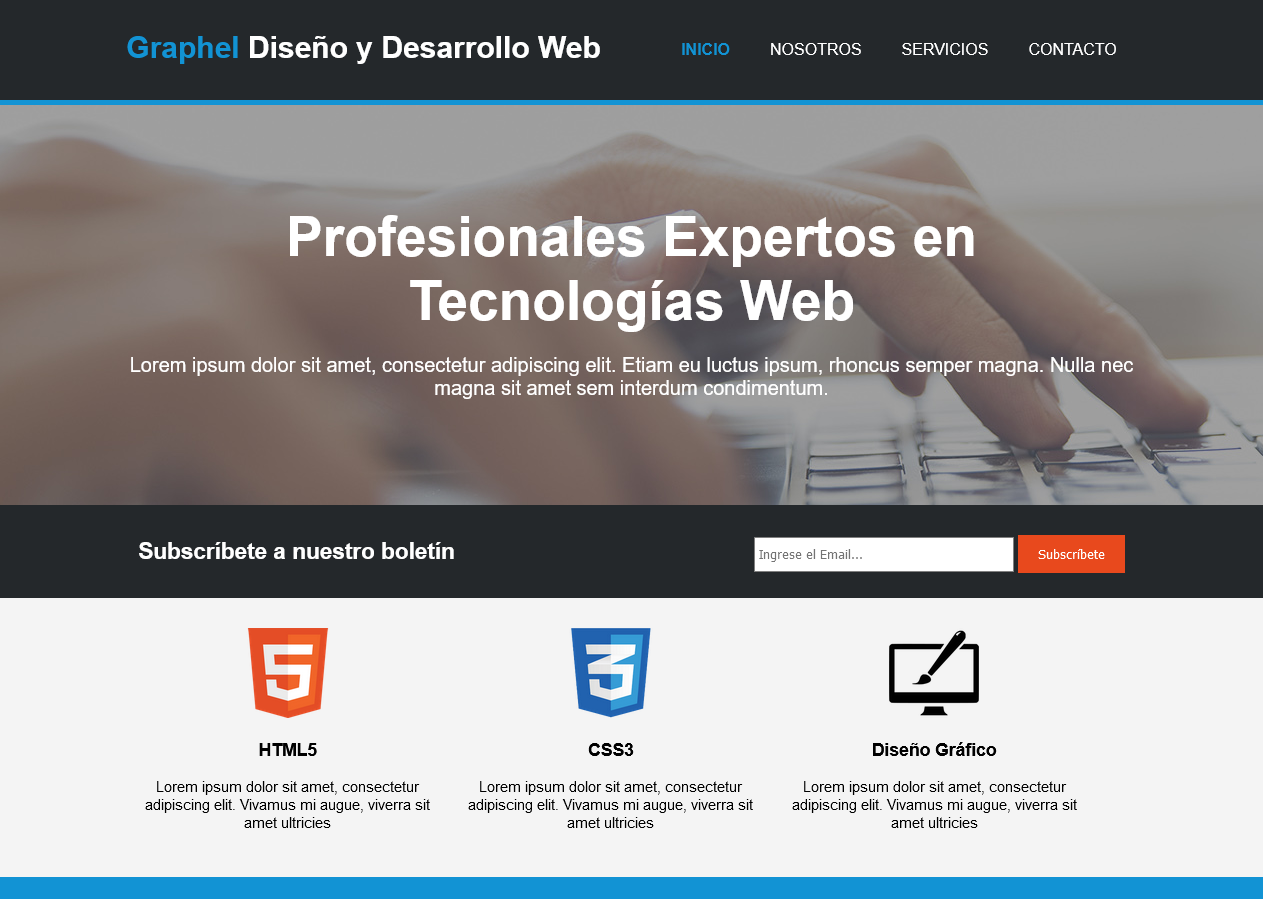 Graphel Diseño y Desarrollo Web
INICIO NOSOTROS SERVICIOS CONTACTO
Profesionales Expertos en
Tecnologías Web
Lorem ipsum dolor sit amet, consectetur adipiscing elit. Etiam eu luctus ipsum, rhoncus semper magna. Nulla nec
magna sit amet sem interdum condimentum.
Subscríbete a nuestro boletín
Ingrese el Email...
Subscríbete
HTML5
Lorem ipsum dolor sit amet, consectetur
adipiscing elit. Vivamus mi augue, viverra sit
amet ultricies
CSS3
Lorem ipsum dolor sit amet, consectetur
adipiscing elit. Vivamus mi augue, viverra sit
amet ultricies
Diseño Gráfico
Lorem ipsum dolor sit amet, consectetur
adipiscing elit. Vivamus mi augue, viverra sit
amet ultricies